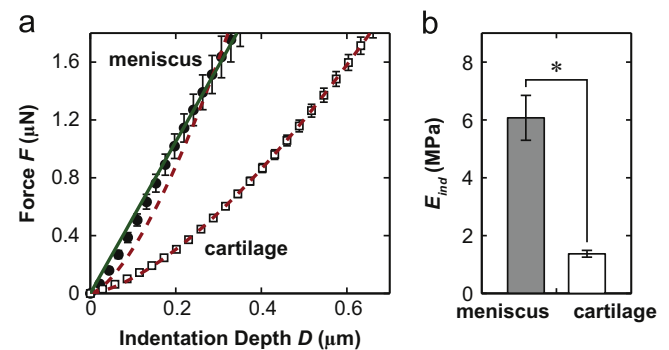 a
Force F (μN)
1.6
1.2
0.8
0.4
0
meniscus
cartilage
0
0.2
0.4
0.6
Indentation Depth D (μm)
b
E_ind (MPa)
8
6
4
2
0
*
meniscus
cartilage